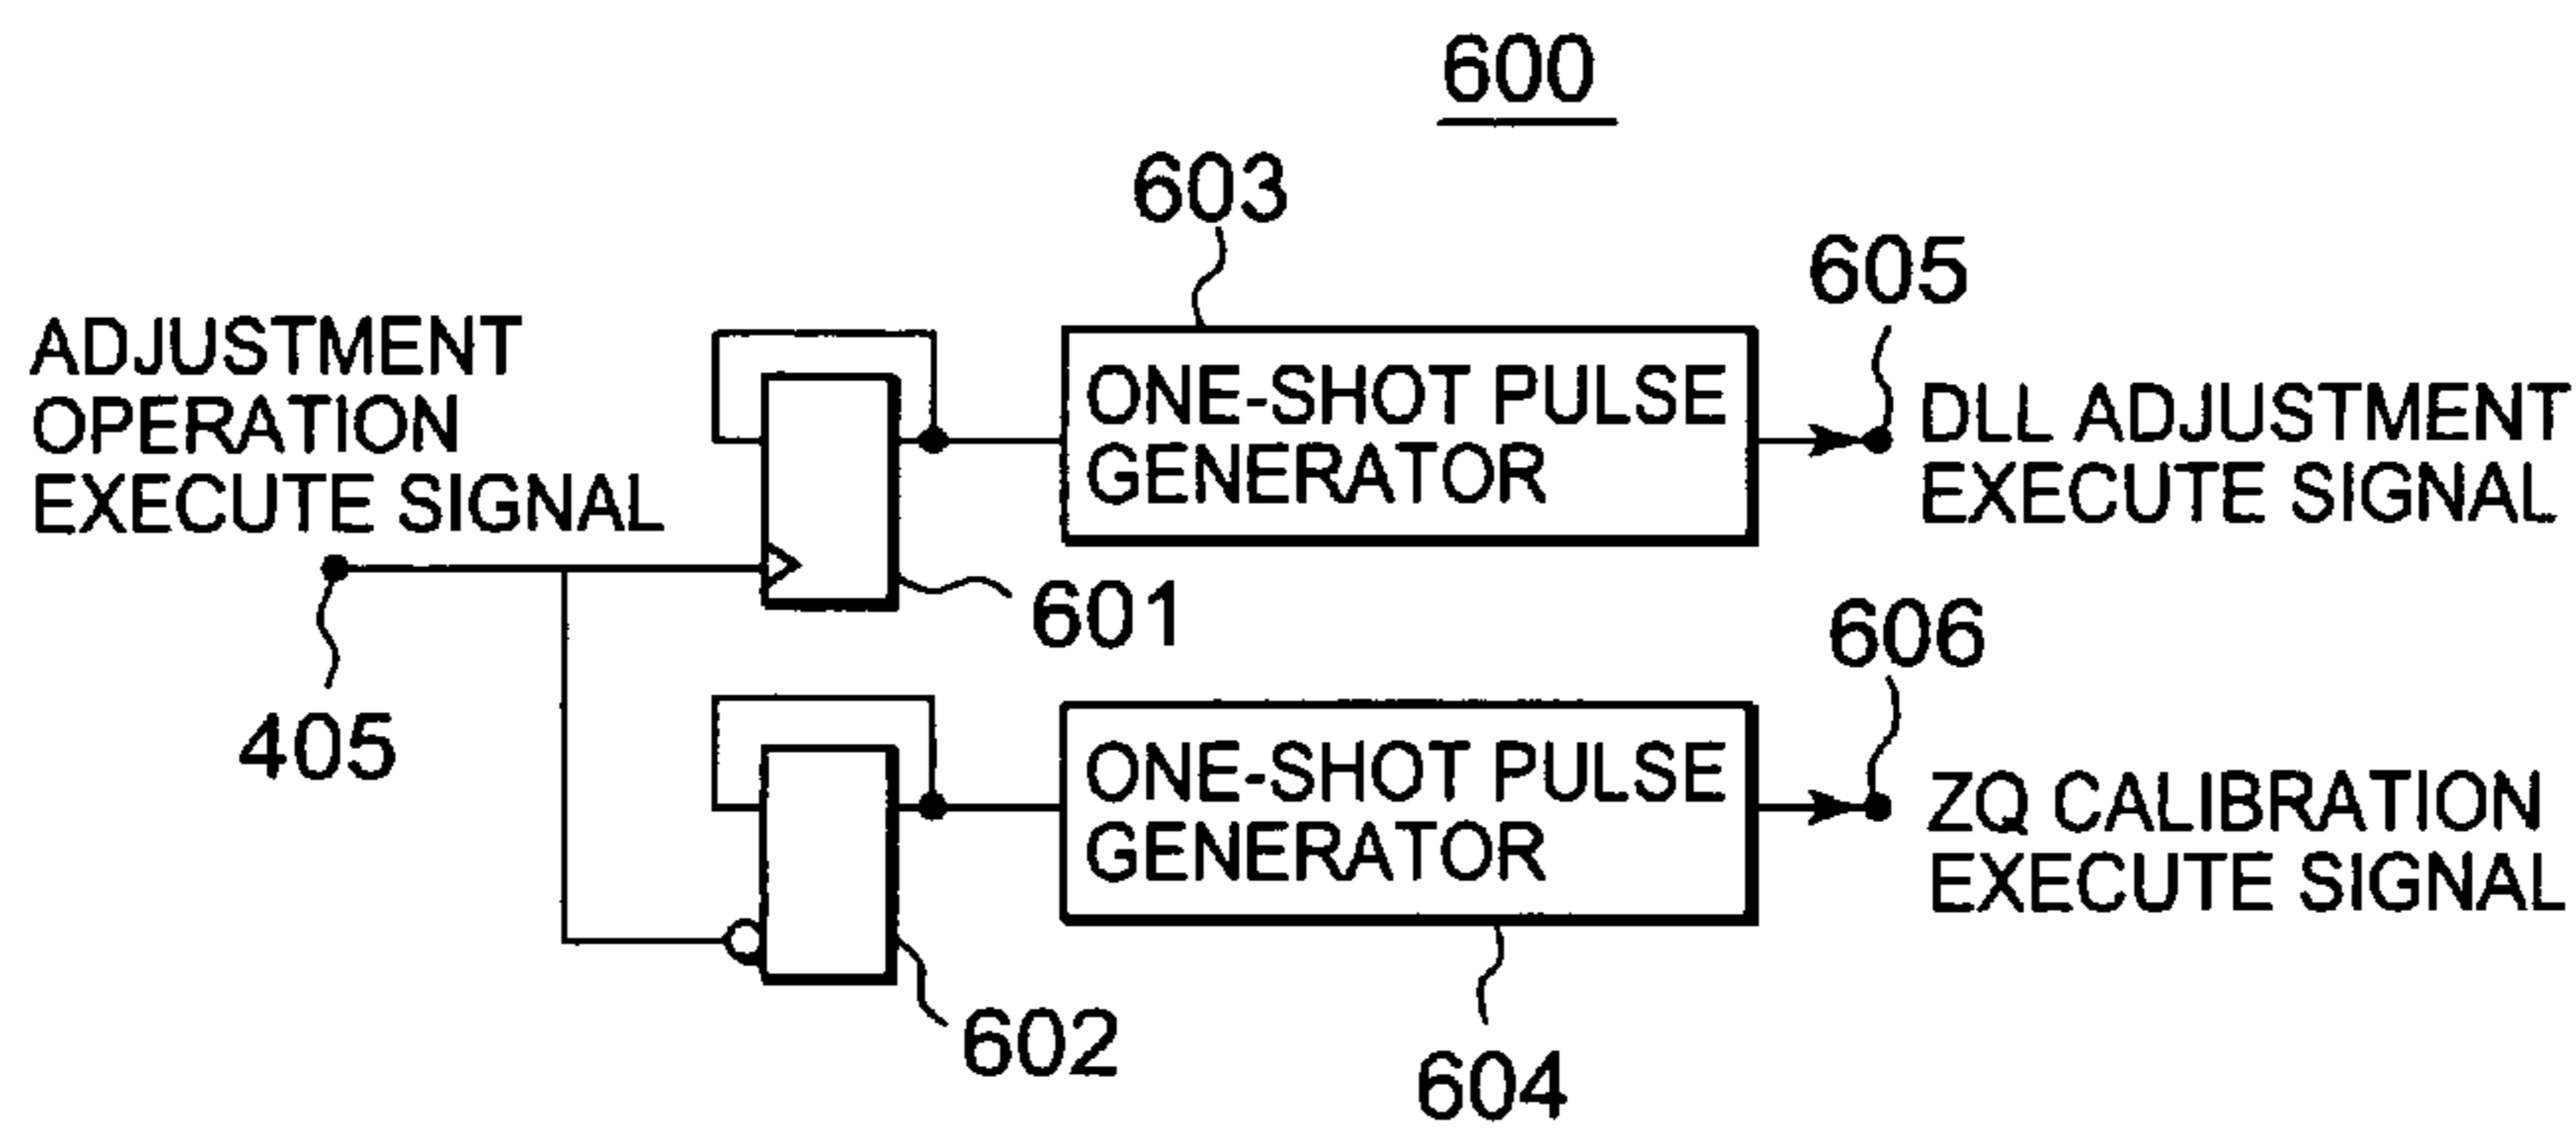 600
603
605
ADJUSTMENT
OPERATION
EXECUTE SIGNAL
ONE-SHOT PULSE
GENERATOR
DLL ADJUSTMENT
EXECUTE SIGNAL
601
405
606
ONE-SHOT PULSE
GENERATOR
ZQ CALIBRATION
EXECUTE SIGNAL
602
604